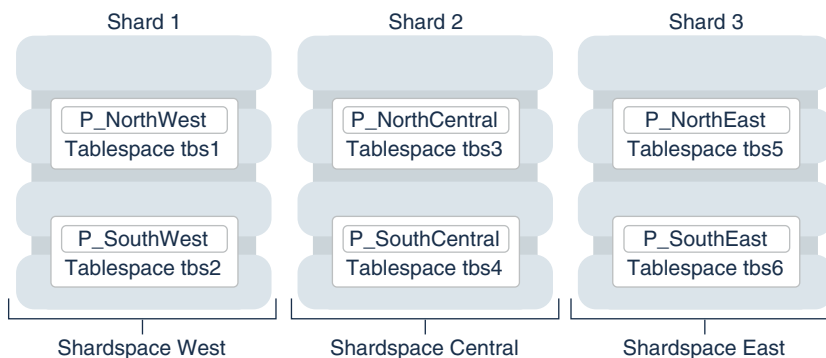 Shard 1
P_NorthWest
Tablespace tbs1
P_SouthWest
Tablespace tbs2
Shardspace West
Shard 2
P_NorthCentral
Tablespace tbs3
P_SouthCentral
Tablespace tbs4
Shardspace Central
Shard 3
P_NorthEast
Tablespace tbs5
P_SouthEast
Tablespace tbs6
Shardspace East